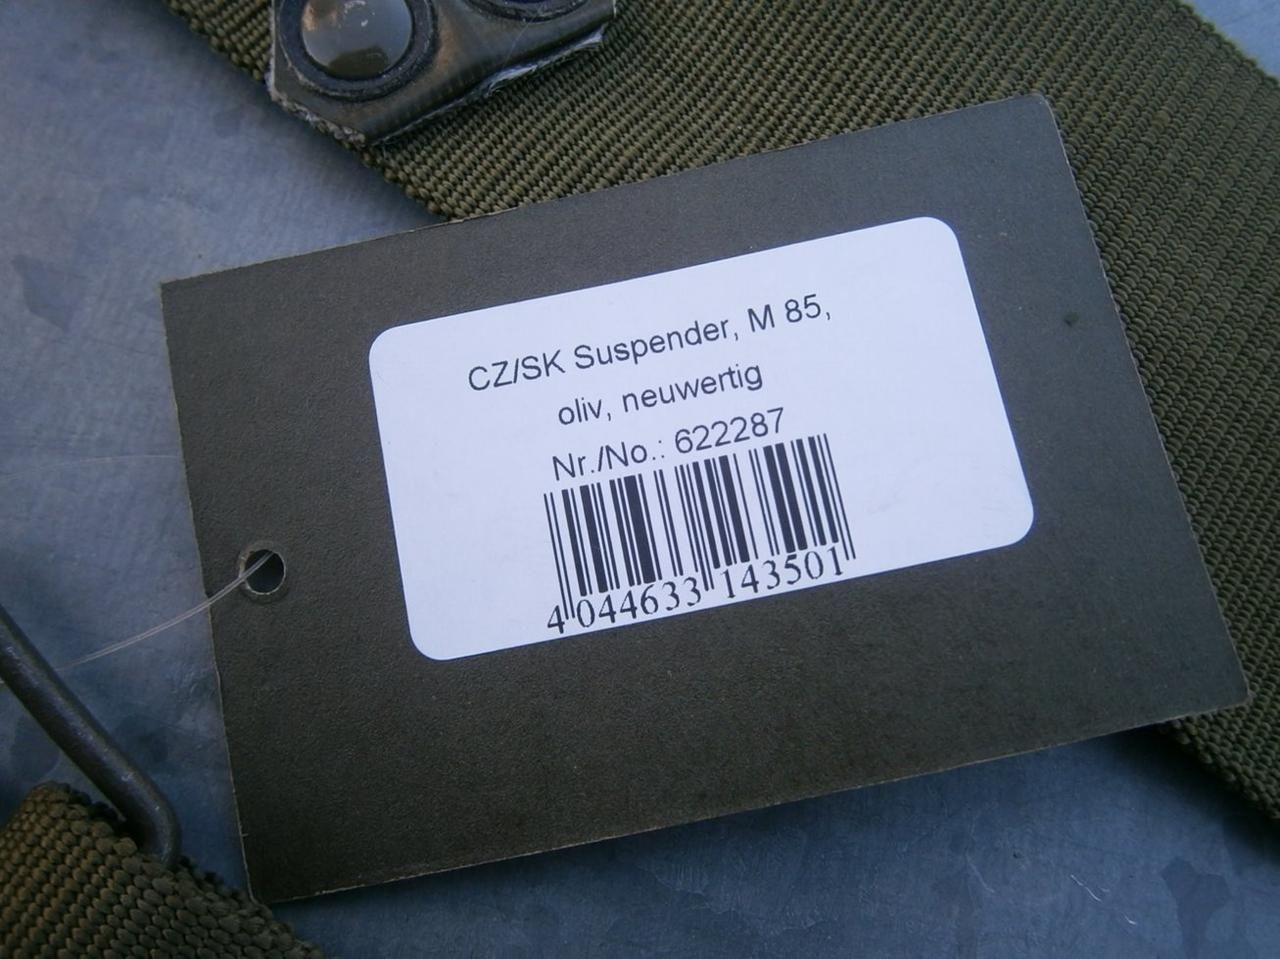 CZ/SK Suspender, M 85,
oliv, neuwertig
Nr./No.: 622287
4 044633 143501